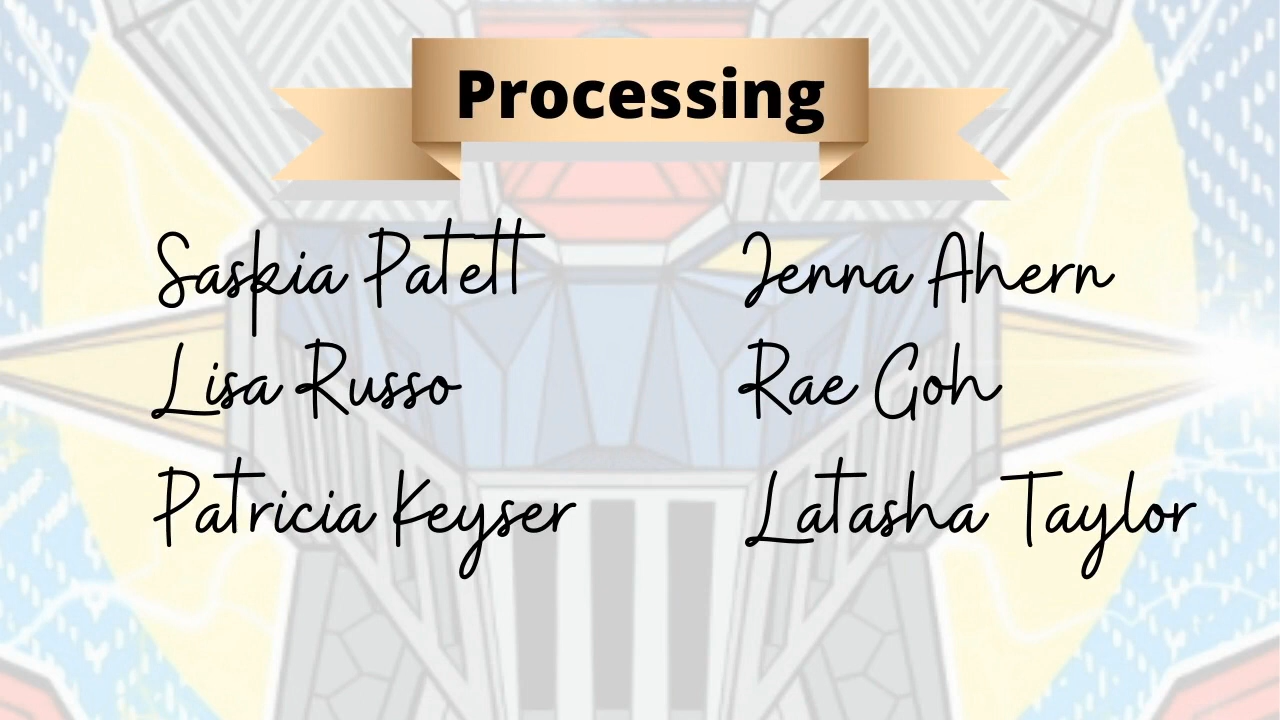 Processing
Saskia Patett
Lisa Russo
Patricia Keyser
Jenna Ahern
Rae Goh
Latasha Taylor